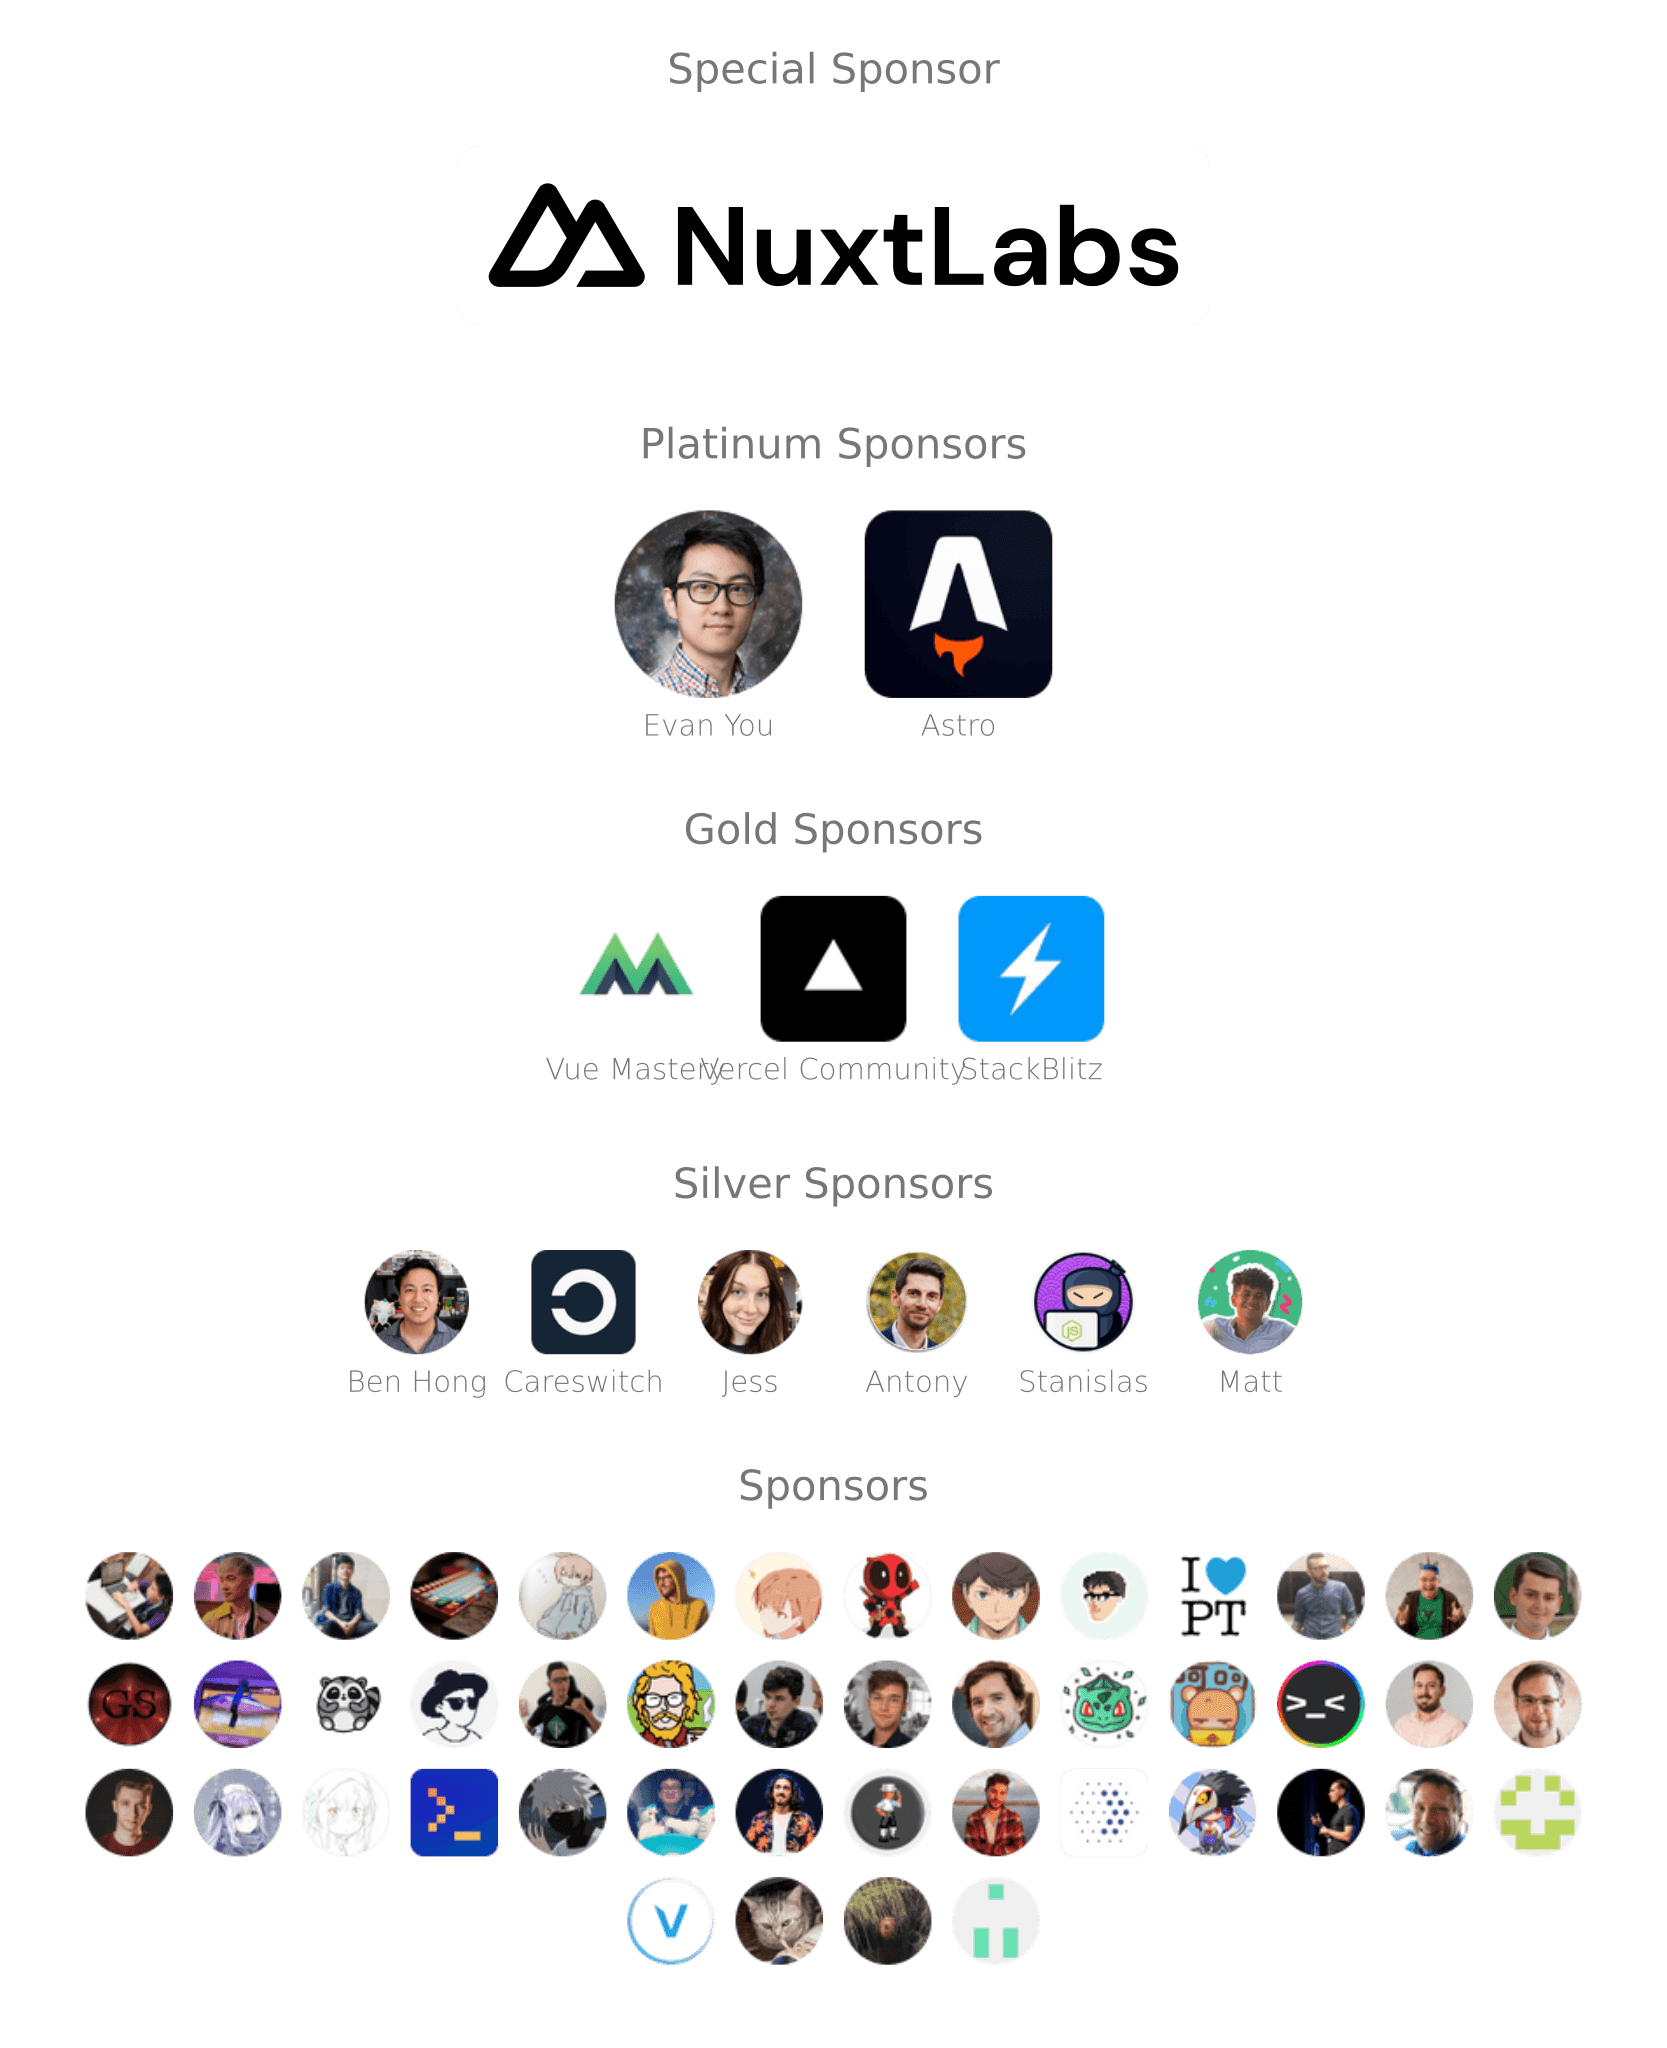 Special Sponsor
NuxtLabs
Platinum Sponsors
Evan You
Astro
Gold Sponsors
Vue Mastery
Vercel Community
StackBlitz
Silver Sponsors
JS
Ben Hong
Careswitch
Jess
Antony
Stanislas
Matt
Sponsors
I
PT
GS
>_<
V